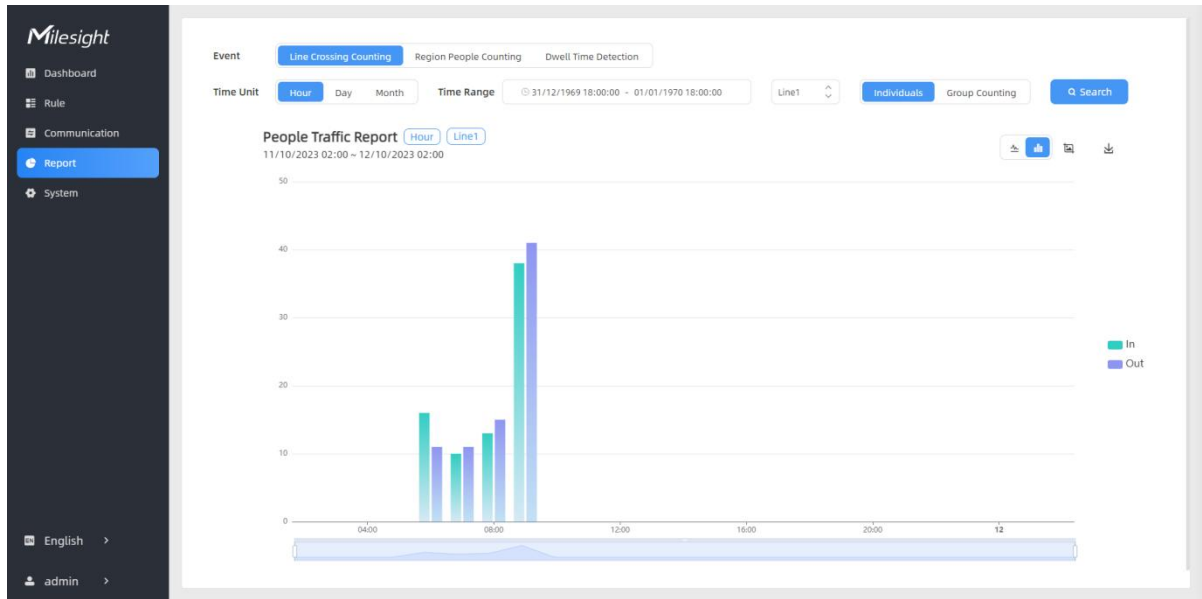 Milesight
Dashboard
Rule
Communication
Report
System
EN English >
admin >
Event Line Crossing Counting Region People Counting Dwell Time Detection
Time Unit Hour Day Month Time Range 31/12/1969 18:00:00 - 01/01/1970 18:00:00 Line1 Individuals Group Counting Search
People Traffic Report Hour Line1
11/10/2023 02:00 ~ 12/10/2023 02:00
50
40
30
20
10
0
04:00 08:00 12:00 16:00 20:00 12
In
Out